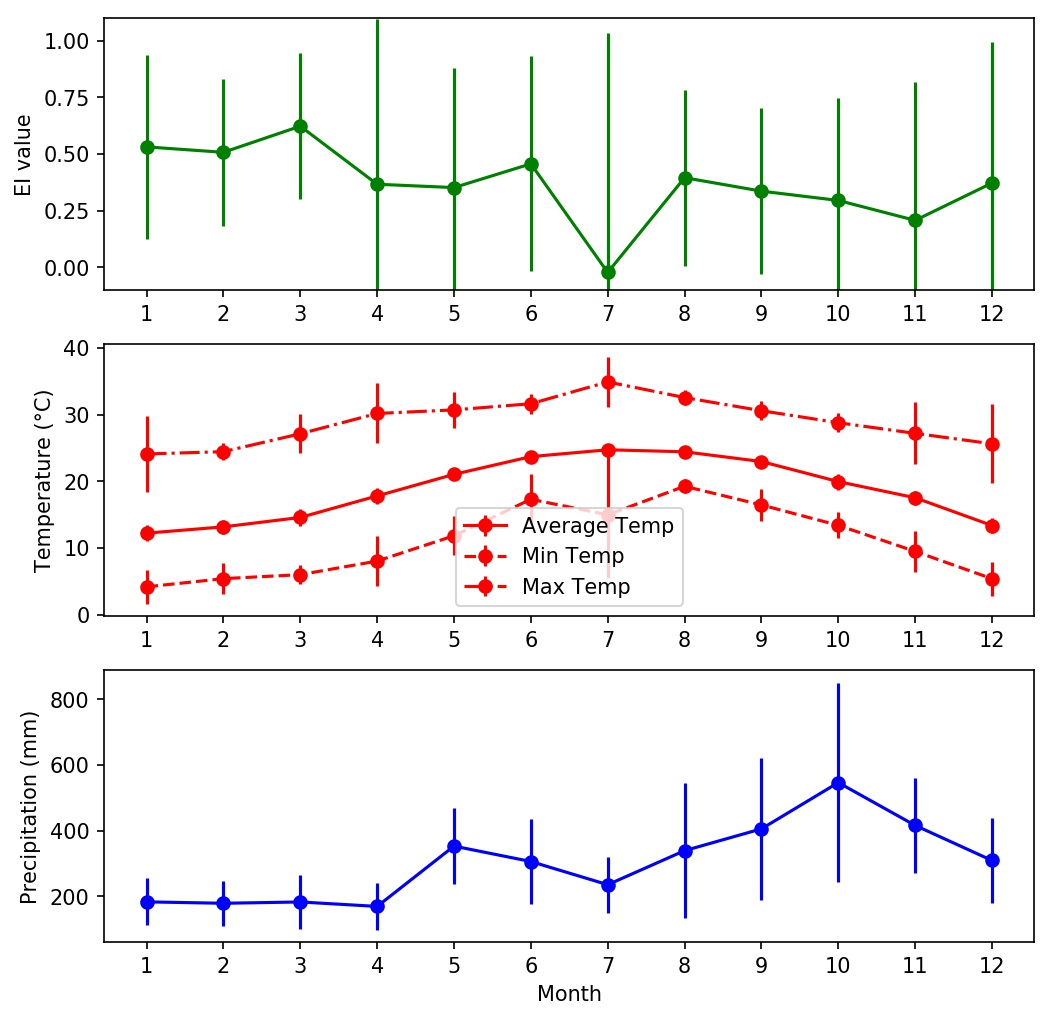 EI value
1.00
0.75
0.50
0.25
0.00
1 2 3 4 5 6 7 8 9 10 11 12
Temperature (°C)
40
30
20
10
0
Average Temp
Min Temp
Max Temp
1 2 3 4 5 6 7 8 9 10 11 12
Precipitation (mm)
800
600
400
200
1 2 3 4 5 6 7 8 9 10 11 12
Month